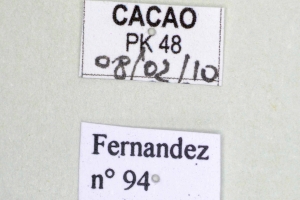 CACAO
PK 48
08/02/10
Fernandez
n° 94